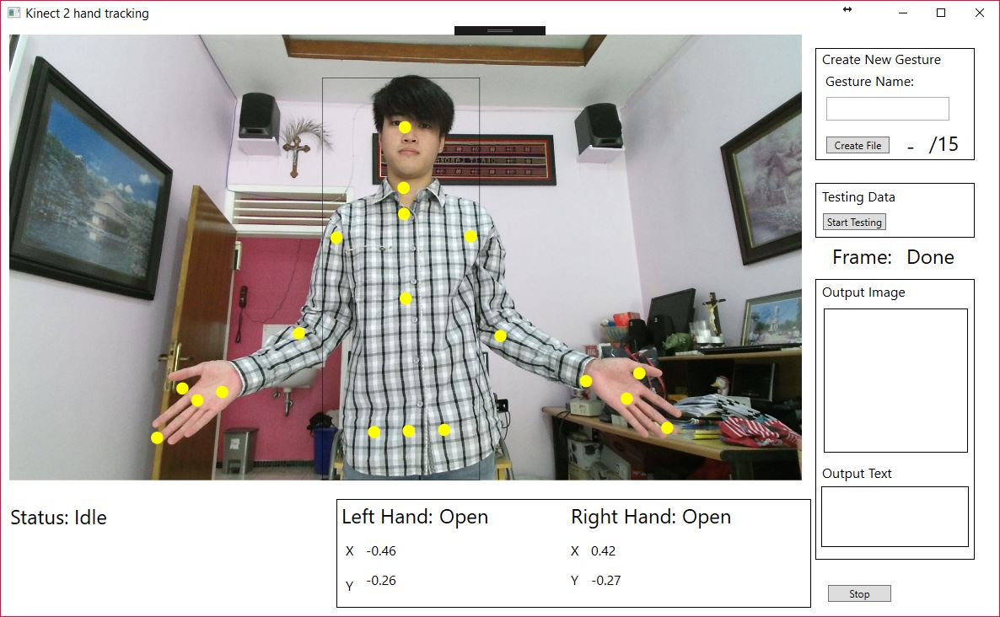 Kinect 2 hand tracking
Create New Gesture
Gesture Name:
Create File - /15
Testing Data
Start Testing
Frame: Done
Output Image
Output Text
Status: Idle
Left Hand: Open Right Hand: Open
X -0.46 X 0.42
Y -0.26 Y -0.27
Stop